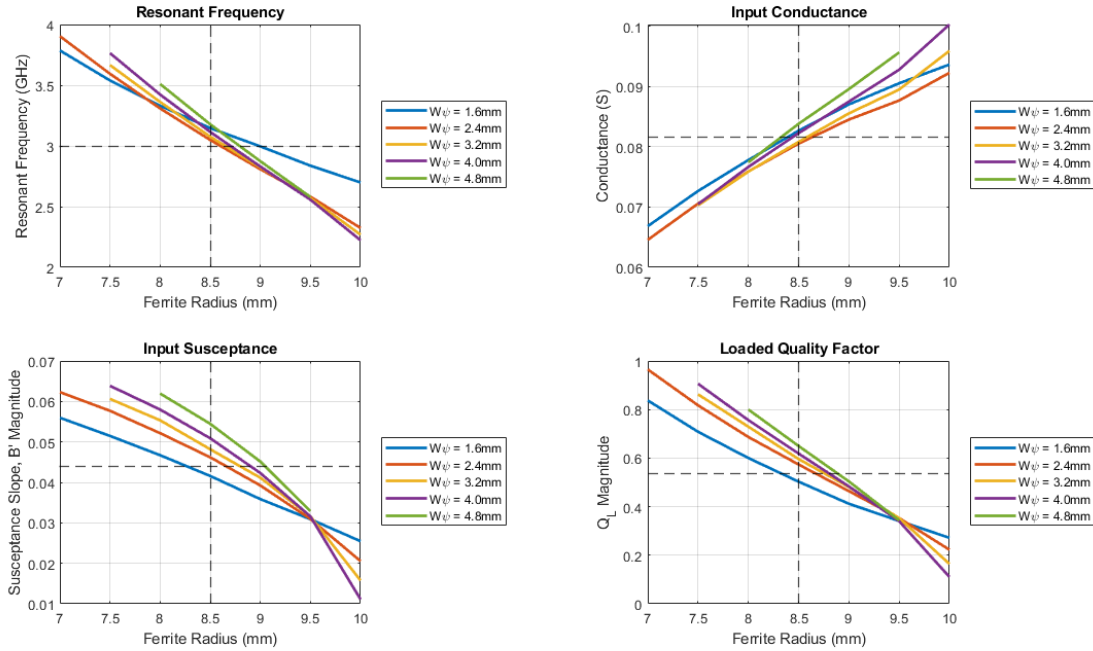 Resonant Frequency
Resonant Frequency (GHz)
4
3.5
3
2.5
2
7 7.5 8 8.5 9 9.5 10
Ferrite Radius (mm)
Wψ = 1.6mm
Wψ = 2.4mm
Wψ = 3.2mm
Wψ = 4.0mm
Wψ = 4.8mm
Input Conductance
Conductance (S)
0.1
0.09
0.08
0.07
0.06
7 7.5 8 8.5 9 9.5 10
Ferrite Radius (mm)
Wψ = 1.6mm
Wψ = 2.4mm
Wψ = 3.2mm
Wψ = 4.0mm
Wψ = 4.8mm
Input Susceptance
Susceptance Slope, B' Magnitude
0.07
0.06
0.05
0.04
0.03
0.02
0.01
7 7.5 8 8.5 9 9.5 10
Ferrite Radius (mm)
Wψ = 1.6mm
Wψ = 2.4mm
Wψ = 3.2mm
Wψ = 4.0mm
Wψ = 4.8mm
Loaded Quality Factor
Q_L Magnitude
1
0.8
0.6
0.4
0.2
0
7 7.5 8 8.5 9 9.5 10
Ferrite Radius (mm)
Wψ = 1.6mm
Wψ = 2.4mm
Wψ = 3.2mm
Wψ = 4.0mm
Wψ = 4.8mm